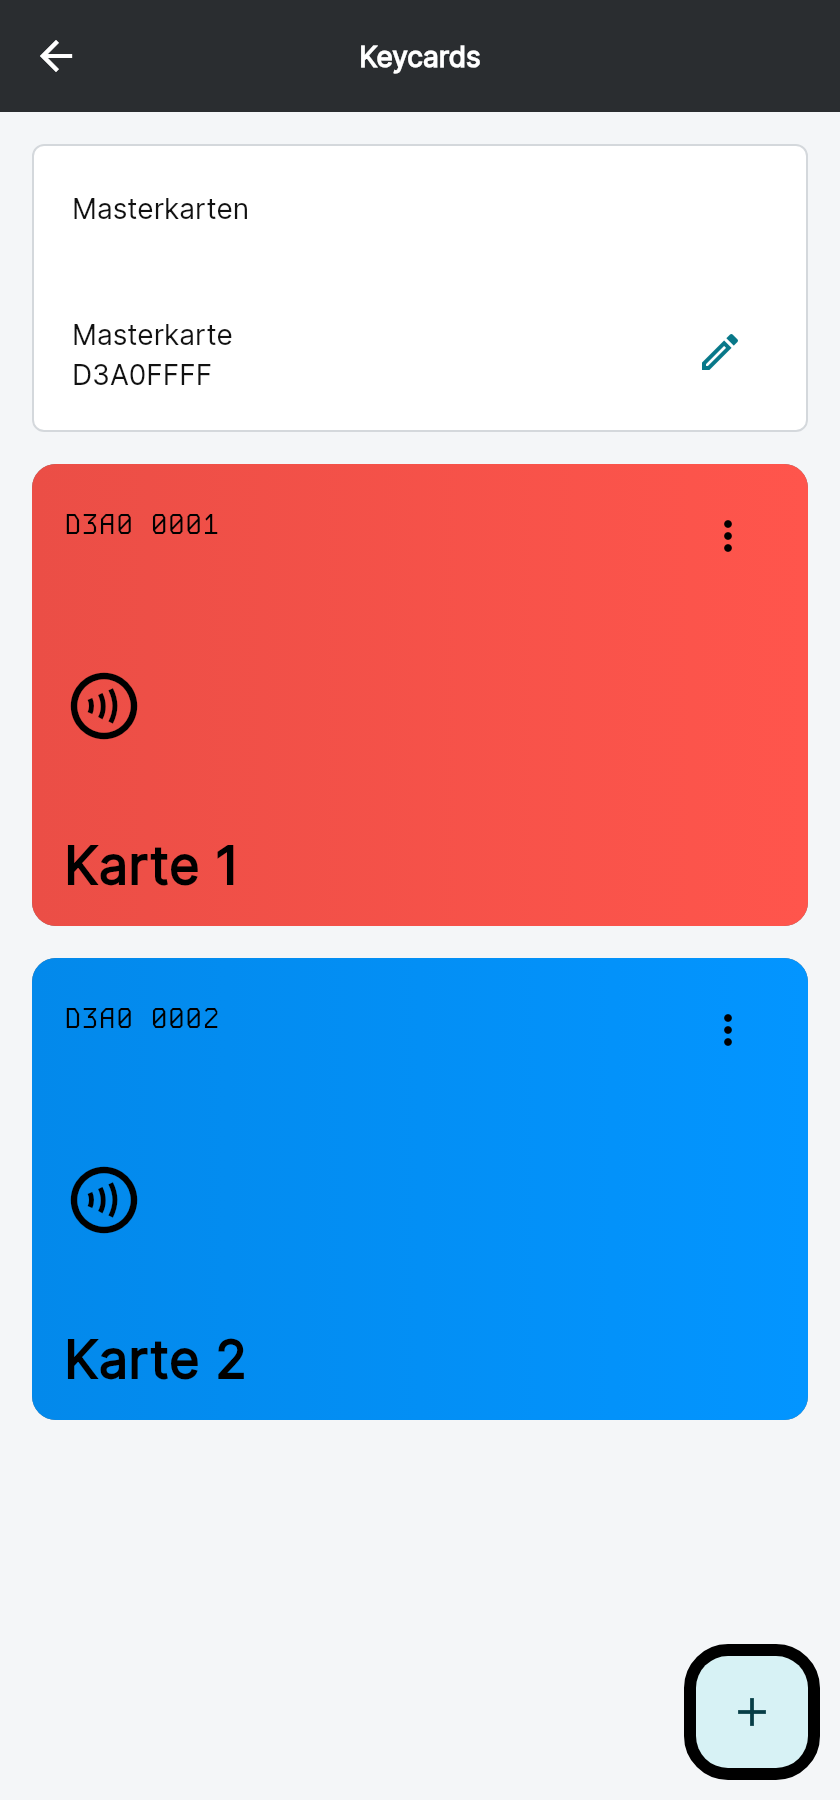 Keycards
Masterkarten
Masterkarte
D3A0FFFF
D3A0 0001
Karte 1
D3A0 0002
Karte 2